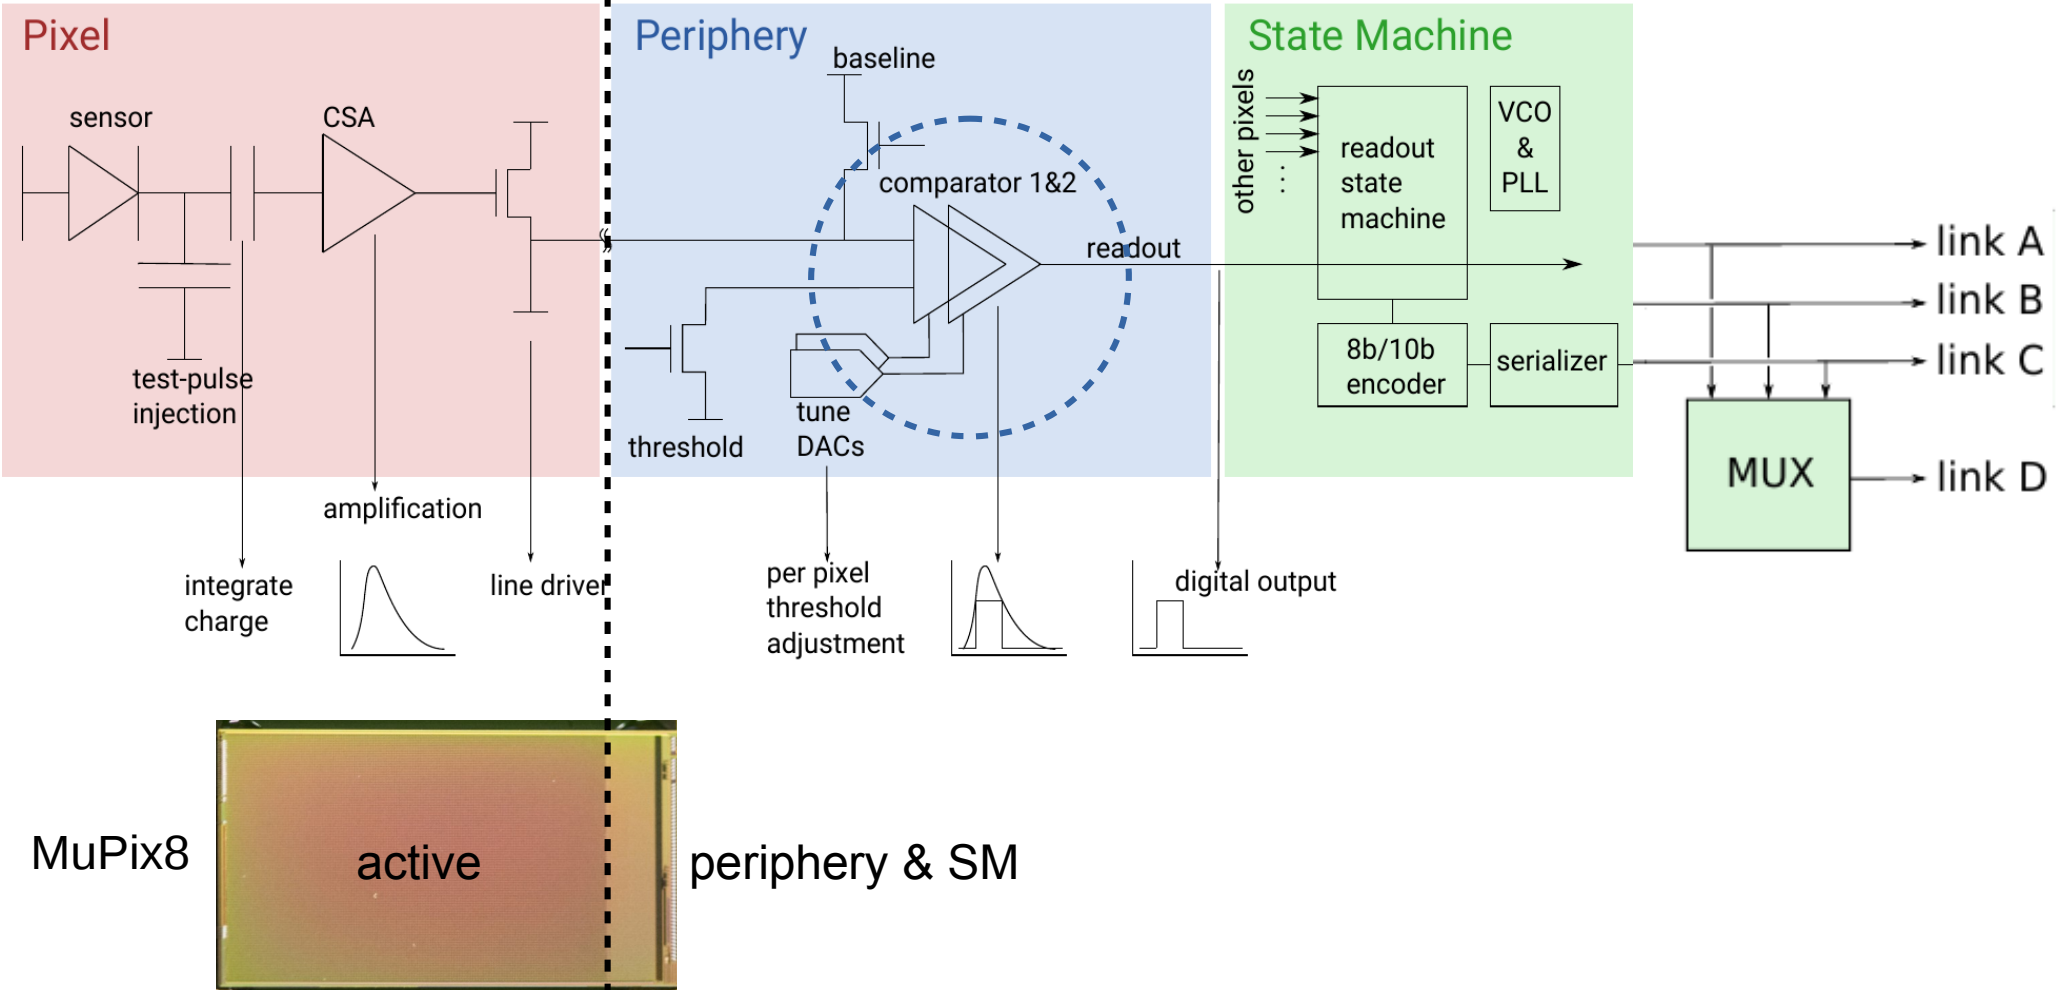 Pixel
Periphery
State Machine
baseline
sensor
CSA
other pixels
VCO
&
PLL
readout
state
machine
comparator 1&2
readout
link A
link B
link C
8b/10b
encoder
serializer
test-pulse
injection
tune
DACs
threshold
MUX
link D
amplification
integrate
charge
line driver
per pixel
threshold
adjustment
digital output
MuPix8
active
periphery & SM